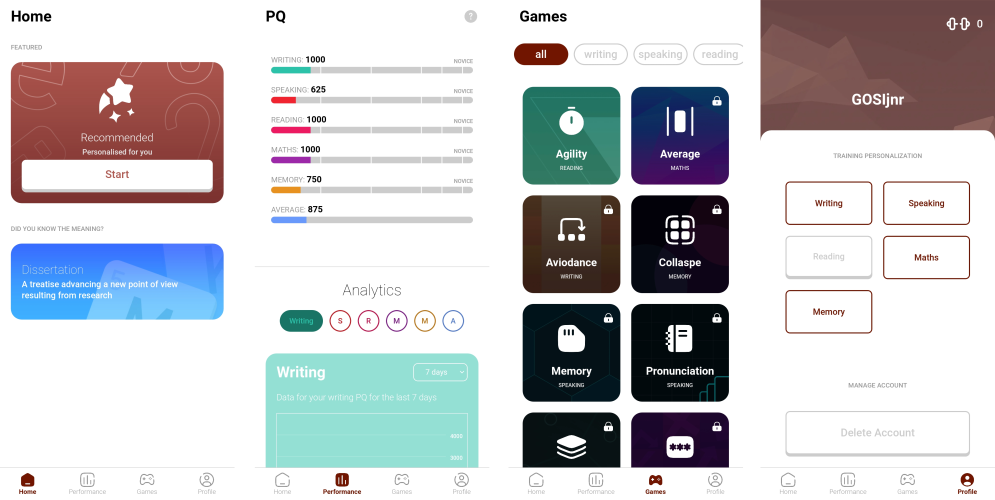 Home
FEATURED
Recommended
Personalised for you
Start
DID YOU KNOW THE MEANING?
Dissertation
A treatise advancing a new point of view
resulting from research
Home
Performance
Games
Profile
PQ
?
WRITING: 1000
NOVICE
SPEAKING: 625
NOVICE
READING: 1000
NOVICE
MATHS: 1000
NOVICE
MEMORY: 750
NOVICE
AVERAGE: 875
Analytics
Writing
S
R
M
M
A
Writing
7 days
Data for your writing PQ for the last 7 days
4000
3000
Home
Performance
Games
Profile
Games
all
writing
speaking
reading
Agility
READING
Average
MATHS
Aviodance
WRITING
Collaspe
MEMORY
Memory
SPEAKING
Pronunciation
SPEAKING
***
Home
Performance
Games
Profile
0
GOSIjnr
TRAINING PERSONALIZATION
Writing
Speaking
Reading
Maths
Memory
MANAGE ACCOUNT
Delete Account
Home
Performance
Games
Profile